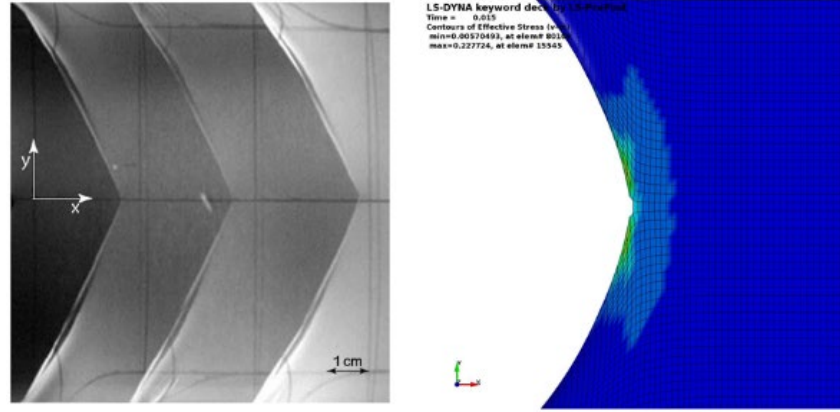 y
x
1 cm
LS-DYNA keyword deck by LS-PrePost
Time = 0.015
Contours of Effective Stress
min=0.00570493, at elem#
max=0.227724, at elem# 15545
Y
X